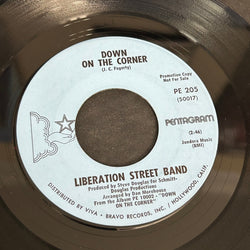 DOWN
ON THE CORNER
(J. C. Fogerty)
Promotion Copy
Not For Sale
PE 205
(50017)
PENTAGRAM
(2:46)
Jondora Music
(BMI)
LIBERATION STREET BAND
Produced by Steve Douglas for Schmitt-
Douglas Productions
Arranged by Don Morehouse
From the Album PE 10002 - "DOWN
ON THE CORNER"
DISTRIBUTED BY VIVA - BRAVO RECORDS, INC. / HOLLYWOOD, CALIF.